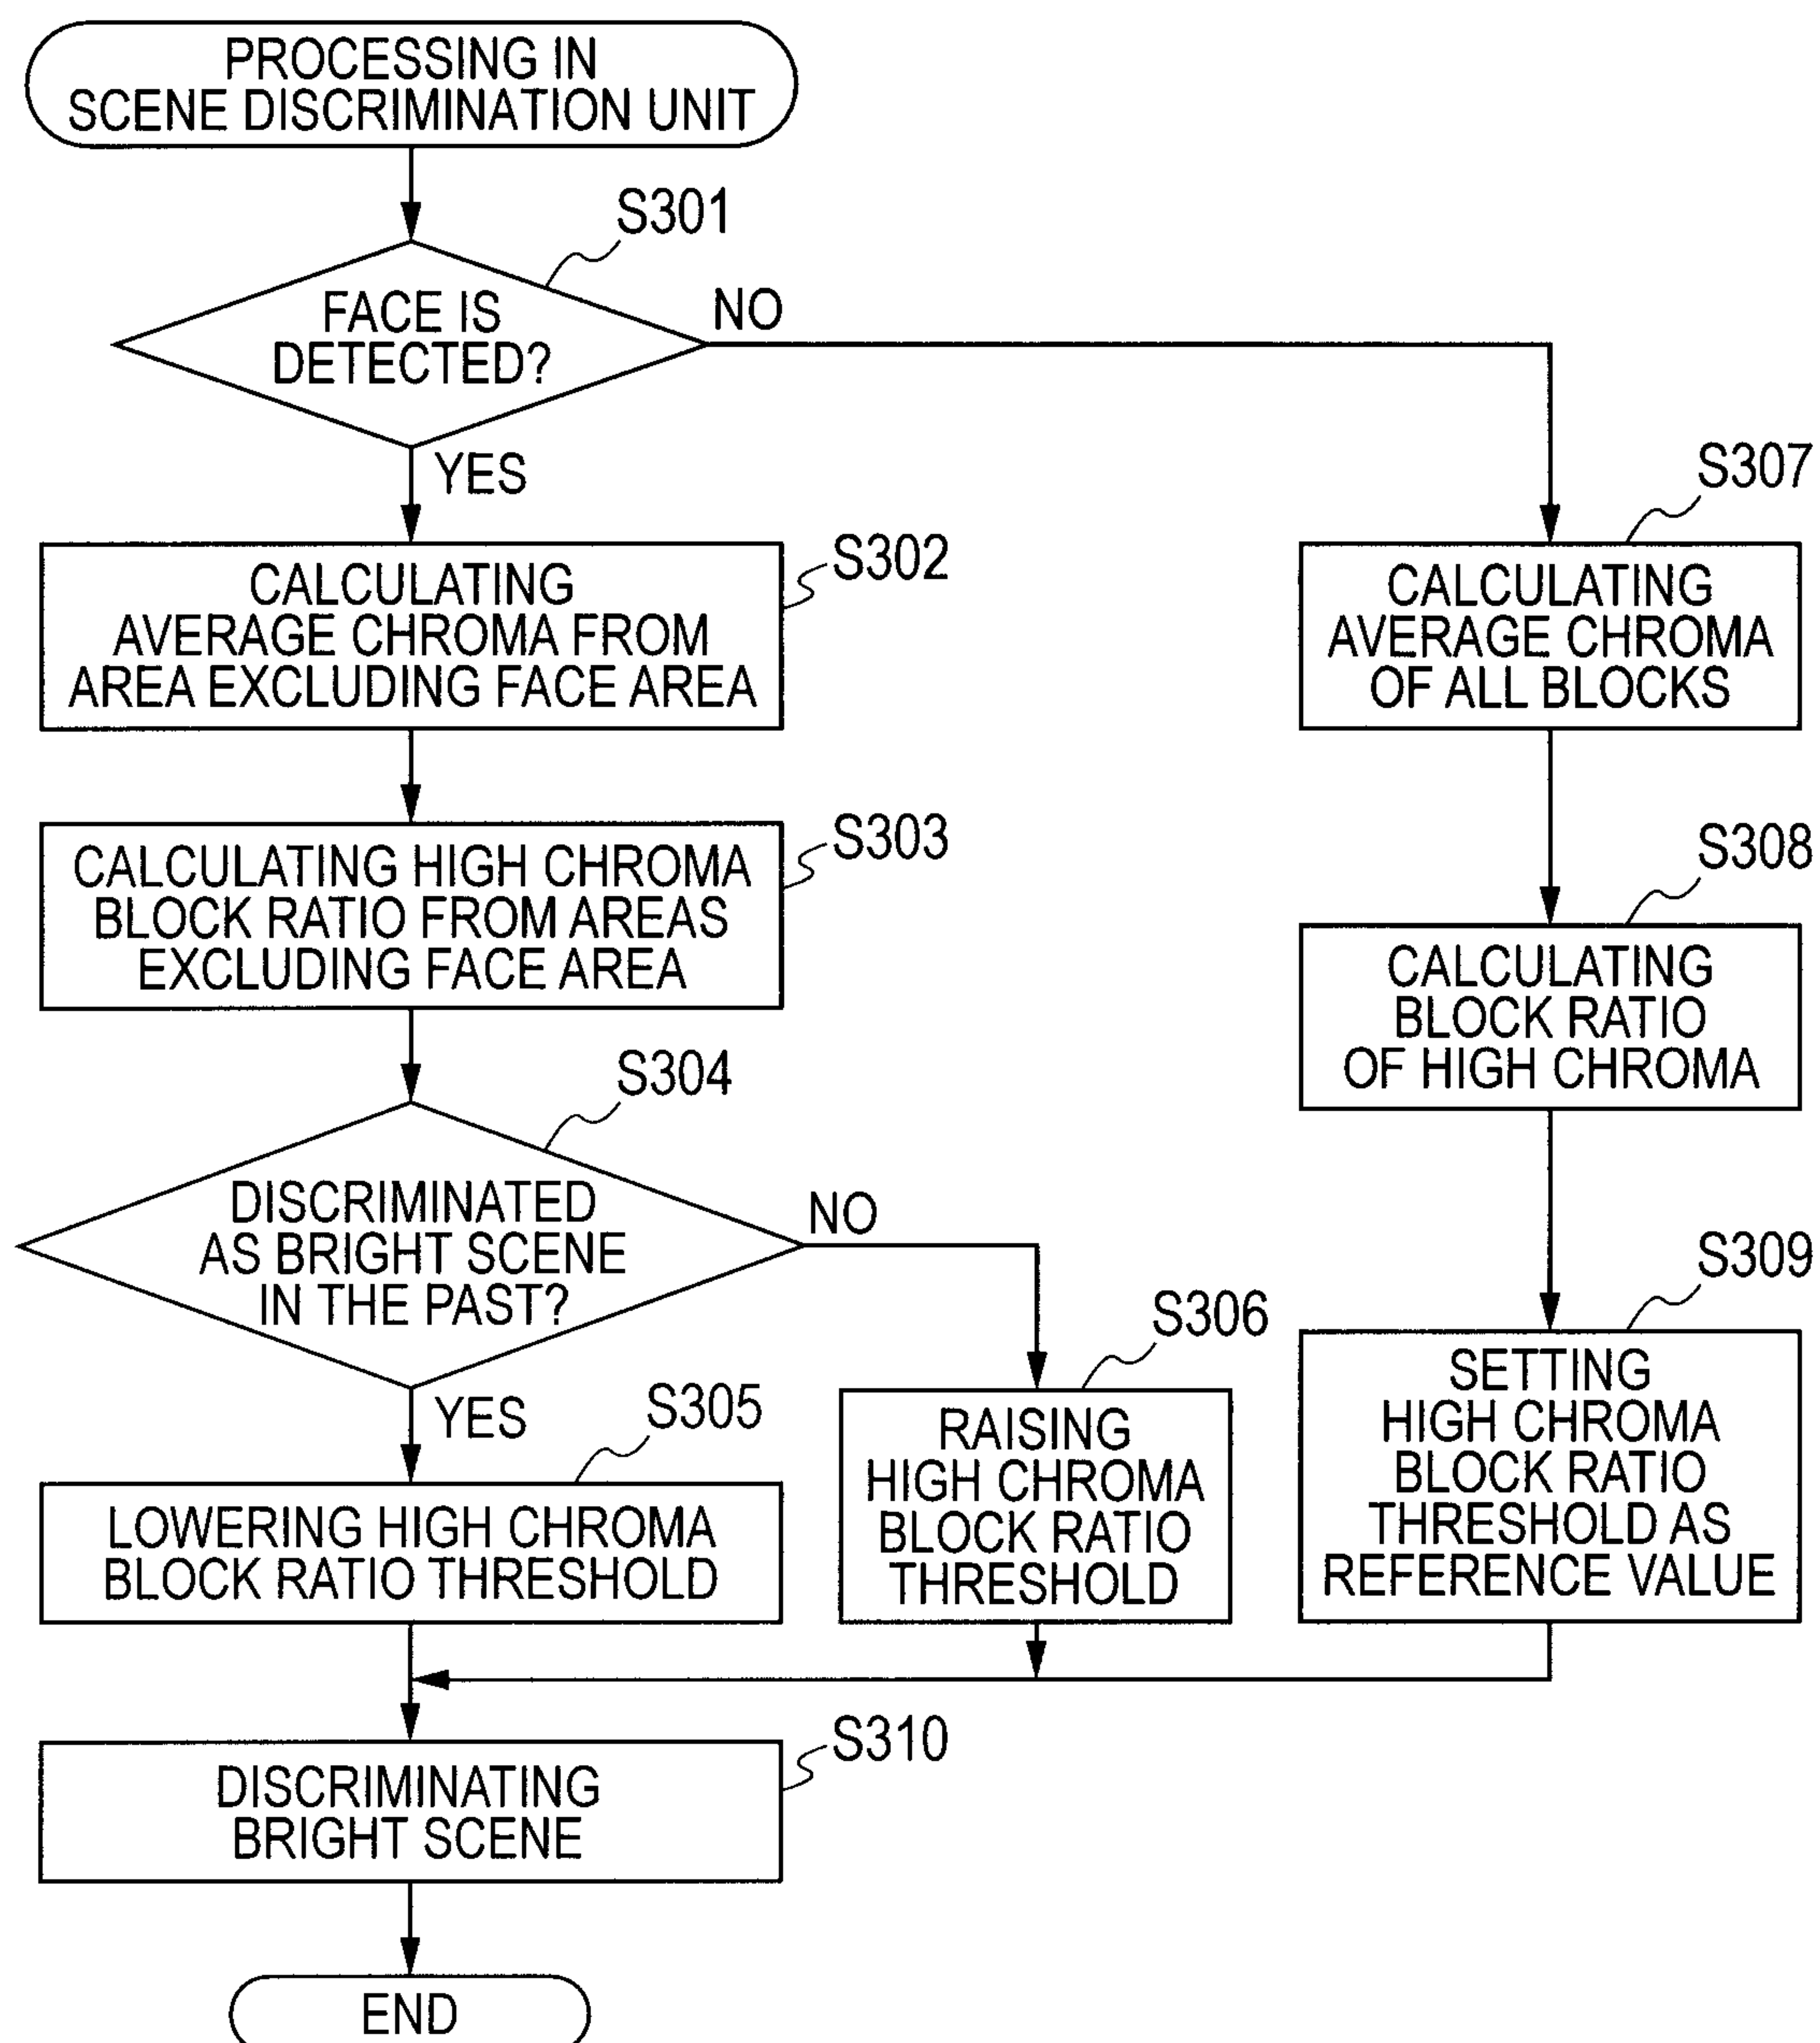 PROCESSING IN
SCENE DISCRIMINATION UNIT
S301
FACE IS
DETECTED?
NO
YES
S302
CALCULATING
AVERAGE CHROMA FROM
AREA EXCLUDING FACE AREA
S303
CALCULATING HIGH CHROMA
BLOCK RATIO FROM AREAS
EXCLUDING FACE AREA
S304
DISCRIMINATED
AS BRIGHT SCENE
IN THE PAST?
NO
YES
S305
LOWERING HIGH CHROMA
BLOCK RATIO THRESHOLD
S306
RAISING
HIGH CHROMA
BLOCK RATIO
THRESHOLD
S307
CALCULATING
AVERAGE CHROMA
OF ALL BLOCKS
S308
CALCULATING
BLOCK RATIO
OF HIGH CHROMA
S309
SETTING
HIGH CHROMA
BLOCK RATIO
THRESHOLD AS
REFERENCE VALUE
S310
DISCRIMINATING
BRIGHT SCENE
END